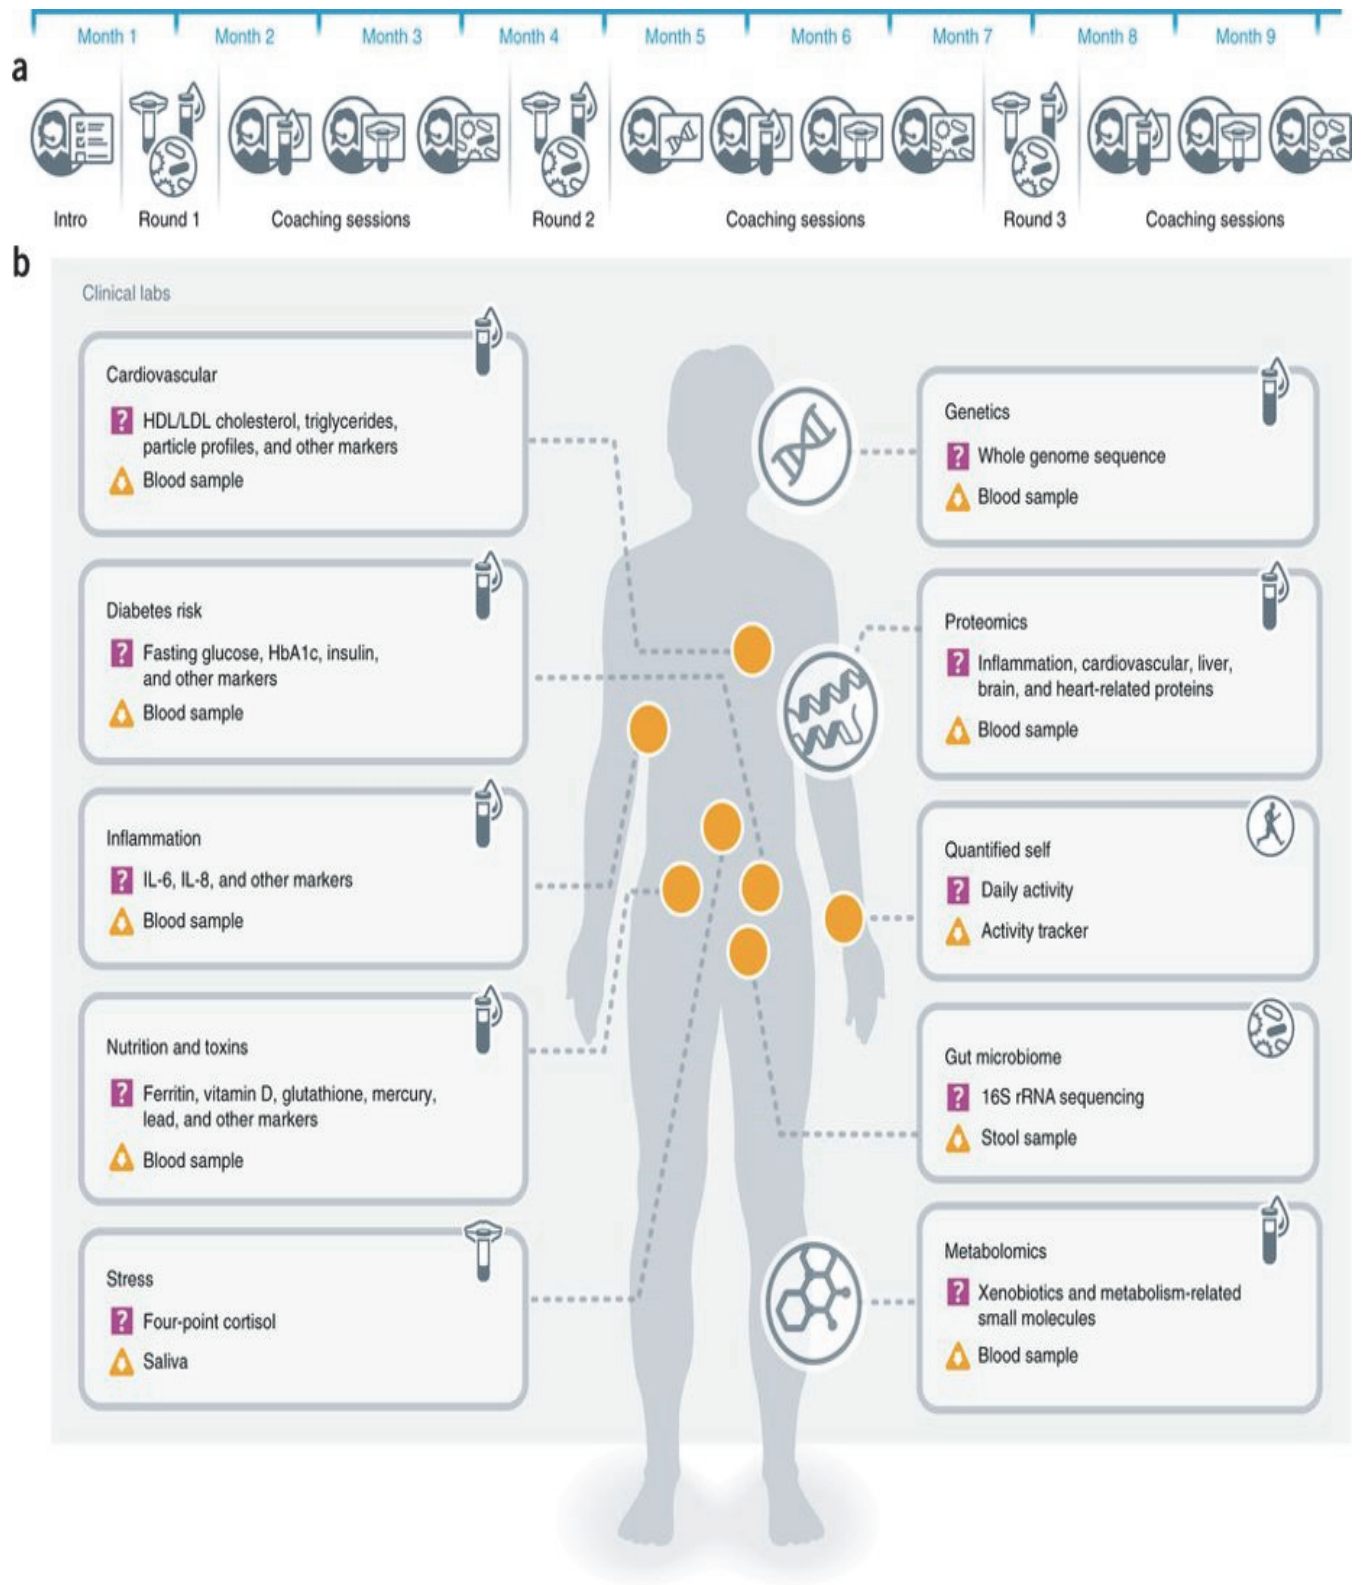 Month 1 Month 2 Month 3 Month 4 Month 5 Month 6 Month 7 Month 8 Month 9
a
Intro Round 1 Coaching sessions Round 2 Coaching sessions Round 3 Coaching sessions
b
Clinical labs
Cardiovascular
? HDL/LDL cholesterol, triglycerides,
particle profiles, and other markers
Blood sample
Diabetes risk
? Fasting glucose, HbA1c, insulin,
and other markers
Blood sample
Inflammation
? IL-6, IL-8, and other markers
Blood sample
Nutrition and toxins
? Ferritin, vitamin D, glutathione, mercury,
lead, and other markers
Blood sample
Stress
? Four-point cortisol
Saliva
Genetics
? Whole genome sequence
Blood sample
Proteomics
? Inflammation, cardiovascular, liver,
brain, and heart-related proteins
Blood sample
Quantified self
? Daily activity
Activity tracker
Gut microbiome
? 16S rRNA sequencing
Stool sample
Metabolomics
? Xenobiotics and metabolism-related
small molecules
Blood sample